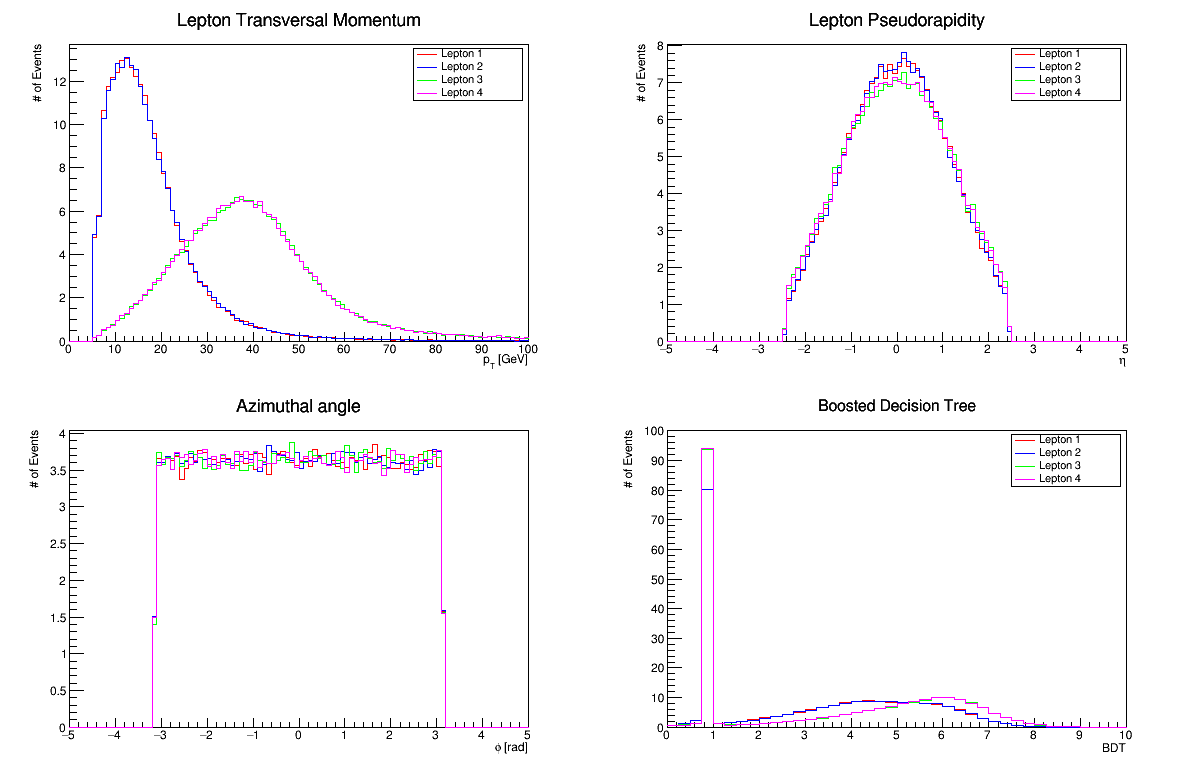 Lepton Transversal Momentum
# of Events
12
10
8
6
4
2
0
0 10 20 30 40 50 60 70 80 90 100
p_T [GeV]
Lepton 1
Lepton 2
Lepton 3
Lepton 4
Lepton Pseudorapidity
# of Events
8
7
6
5
4
3
2
1
0
−5 −4 −3 −2 −1 0 1 2 3 4 5
η
Lepton 1
Lepton 2
Lepton 3
Lepton 4
Azimuthal angle
# of Events
4
3.5
3
2.5
2
1.5
1
0.5
0
−5 −4 −3 −2 −1 0 1 2 3 4 5
ϕ [rad]
Boosted Decision Tree
# of Events
100
90
80
70
60
50
40
30
20
10
0
0 1 2 3 4 5 6 7 8 9 10
BDT
Lepton 1
Lepton 2
Lepton 3
Lepton 4